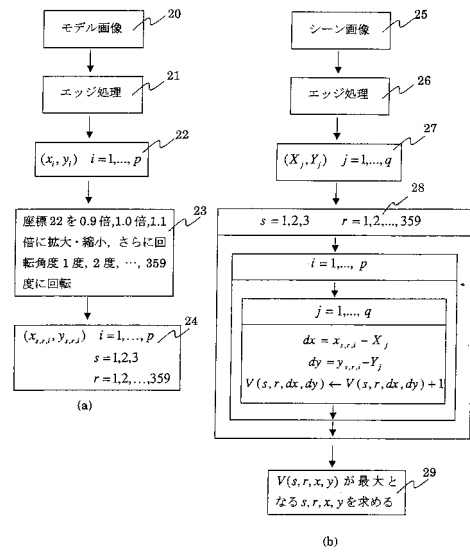 モデル画像
20
エッジ処理
21
(x_i, y_i) i = 1,..., p
22
座標 22 を 0.9 倍, 1.0 倍, 1.1
倍に拡大・縮小, さらに回
転角度 1 度, 2 度, …, 359
度に回転
23
(x_{s,r,i}, y_{s,r,i}) i = 1,..., p
s = 1,2,3
r = 1,2,...,359
24
(a)
シーン画像
25
エッジ処理
26
(X_j, Y_j) j = 1,..., q
27
s = 1,2,3 r = 1,2,..., 359
28
i = 1,..., p
j = 1,..., q
dx = x_{s,r,i} − X_j
dy = y_{s,r,i} − Y_j
V(s, r, dx, dy) ← V(s, r, dx, dy) + 1
V(s, r, x, y) が最大と
なる s, r, x, y を求める
29
(b)